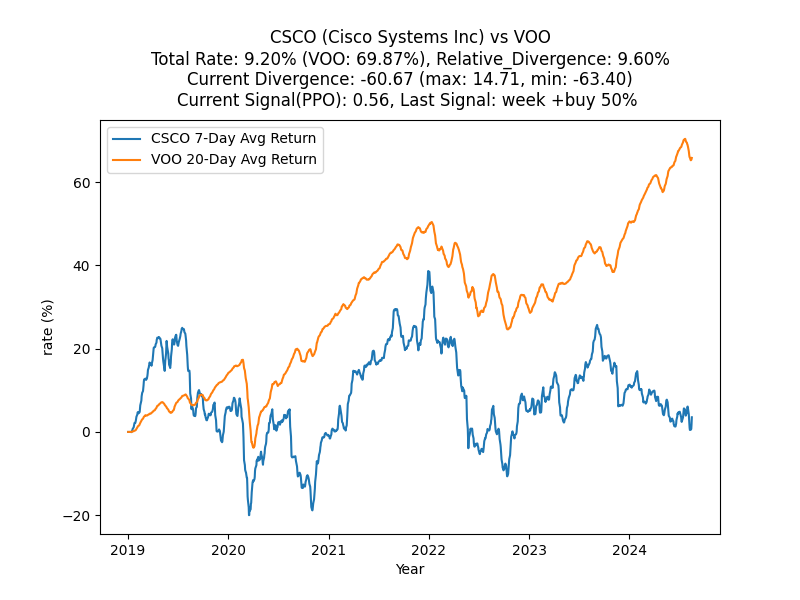 CSCO (Cisco Systems Inc) vs VOO
Total Rate: 9.20% (VOO: 69.87%), Relative_Divergence: 9.60%
Current Divergence: -60.67 (max: 14.71, min: -63.40)
Current Signal(PPO): 0.56, Last Signal: week +buy 50%
CSCO 7-Day Avg Return
VOO 20-Day Avg Return
rate (%)
60
40
20
0
−20
2019 2020 2021 2022 2023 2024
Year